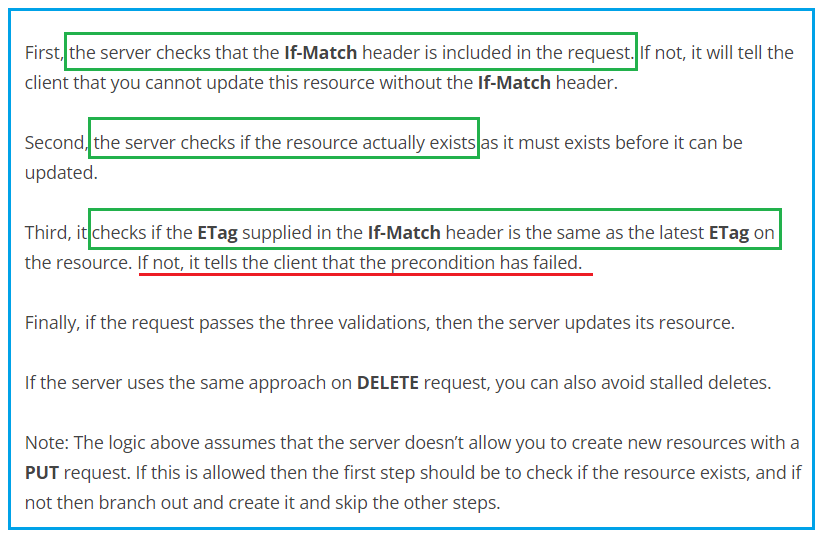 First, the server checks that the If-Match header is included in the request. If not, it will tell the
client that you cannot update this resource without the If-Match header.
Second, the server checks if the resource actually exists as it must exists before it can be
updated.
Third, it checks if the ETag supplied in the If-Match header is the same as the latest ETag on
the resource. If not, it tells the client that the precondition has failed.
Finally, if the request passes the three validations, then the server updates its resource.
If the server uses the same approach on DELETE request, you can also avoid stalled deletes.
Note: The logic above assumes that the server doesn’t allow you to create new resources with a
PUT request. If this is allowed then the first step should be to check if the resource exists, and if
not then branch out and create it and skip the other steps.